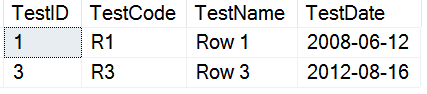 TestID TestCode TestName TestDate
1 R1 Row 1 2008-06-12
3 R3 Row 3 2012-08-16